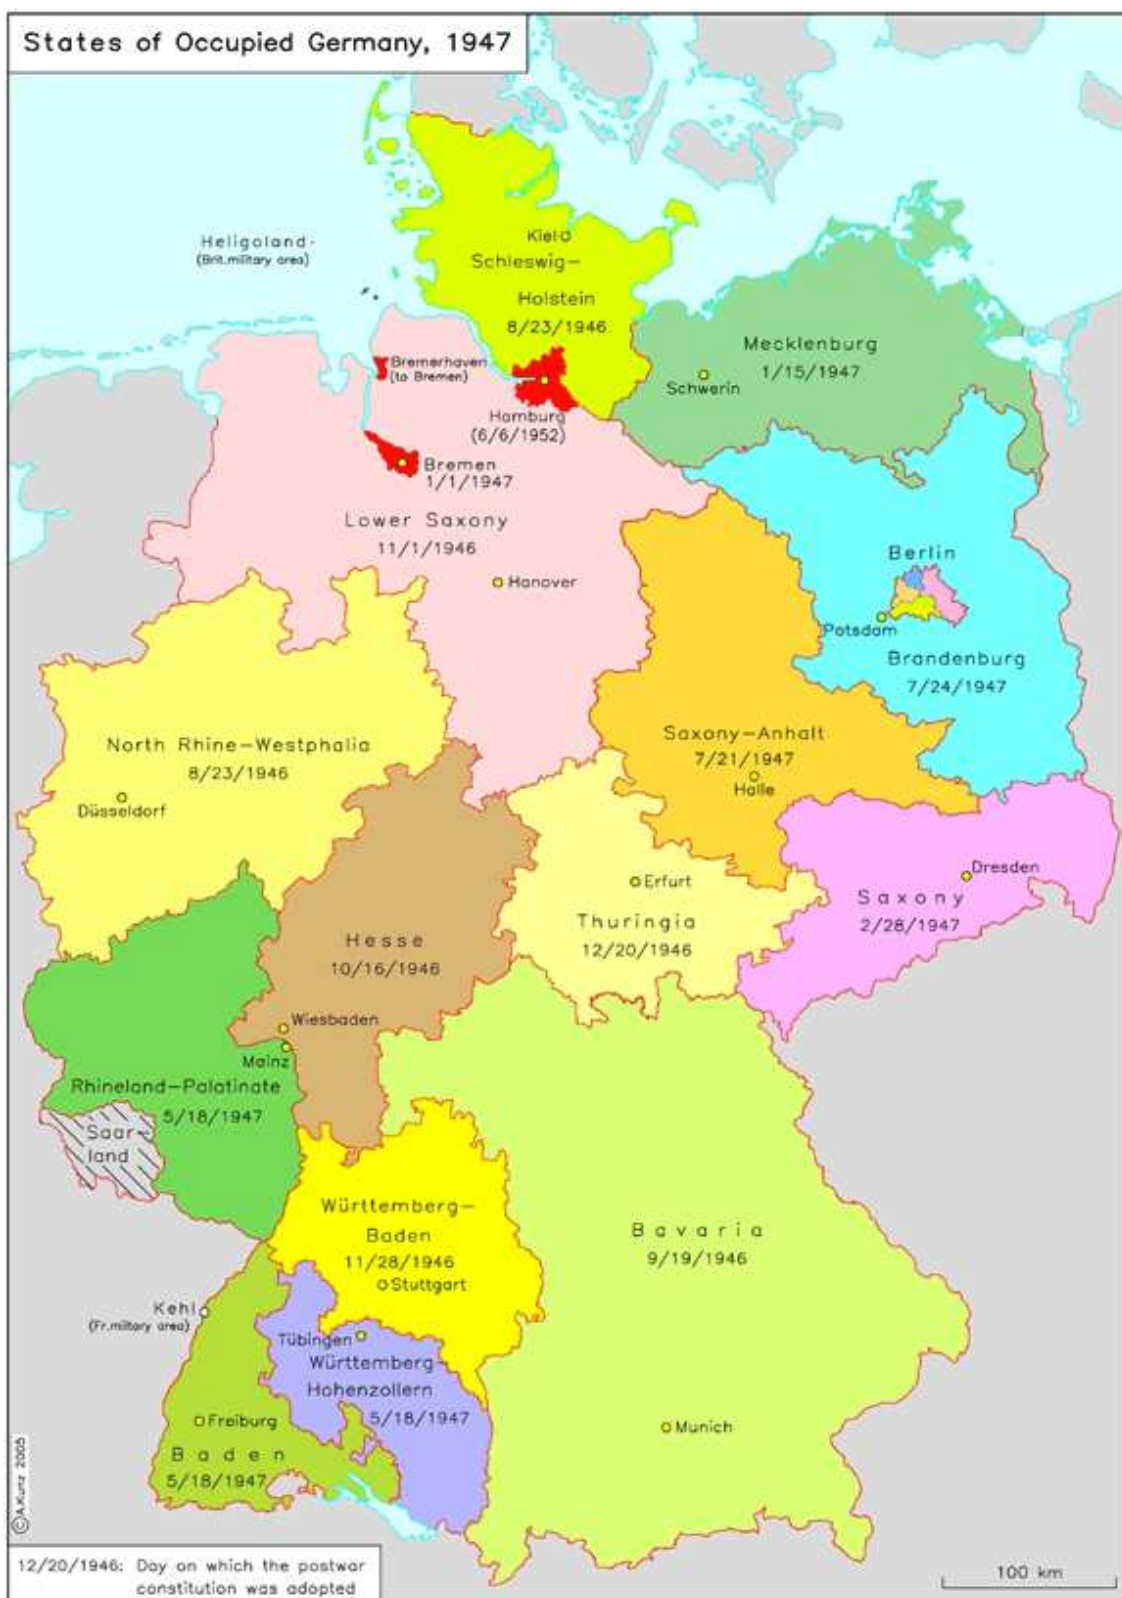 States of Occupied Germany, 1947
Heligoland
(Brit.military area)
Kiel
Schleswig-
Holstein
8/23/1946
Mecklenburg
1/15/1947
Schwerin
Bremerhaven
(to Bremen)
Hamburg
(6/6/1952)
Bremen
1/1/1947
Lower Saxony
11/1/1946
Hanover
Berlin
Potsdam
Brandenburg
7/24/1947
North Rhine-Westphalia
8/23/1946
Düsseldorf
Saxony-Anhalt
7/21/1947
Halle
Dresden
Saxony
2/28/1947
Erfurt
Thuringia
12/20/1946
Hesse
10/16/1946
Wiesbaden
Mainz
Rhineland-Palatinate
5/18/1947
Saar-
land
Württemberg-
Baden
11/28/1946
Stuttgart
Bavaria
9/19/1946
Kehl
(Fr.military area)
Tübingen
Württemberg-
Hohenzollern
5/18/1947
Freiburg
Baden
5/18/1947
Munich
©A.Kunz 2005
12/20/1946: Day on which the postwar
constitution was adopted
100 km